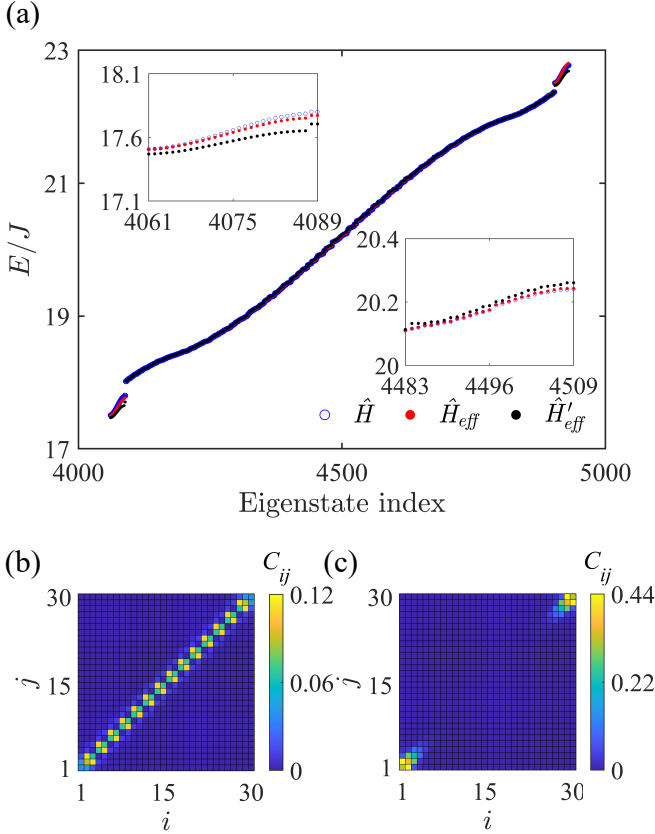 (a)
23
21
19
17
E/J
4000
4500
5000
Eigenstate index
18.1
17.6
17.1
4061
4075
4089
20.4
20.2
20
4483
4496
4509
Ĥ
Ĥ_eff
Ĥ′_eff
(b)
C_ij
30
15
1
j
1
15
30
i
0.12
0.06
0
(c)
C_ij
30
15
1
j
1
15
30
i
0.44
0.22
0